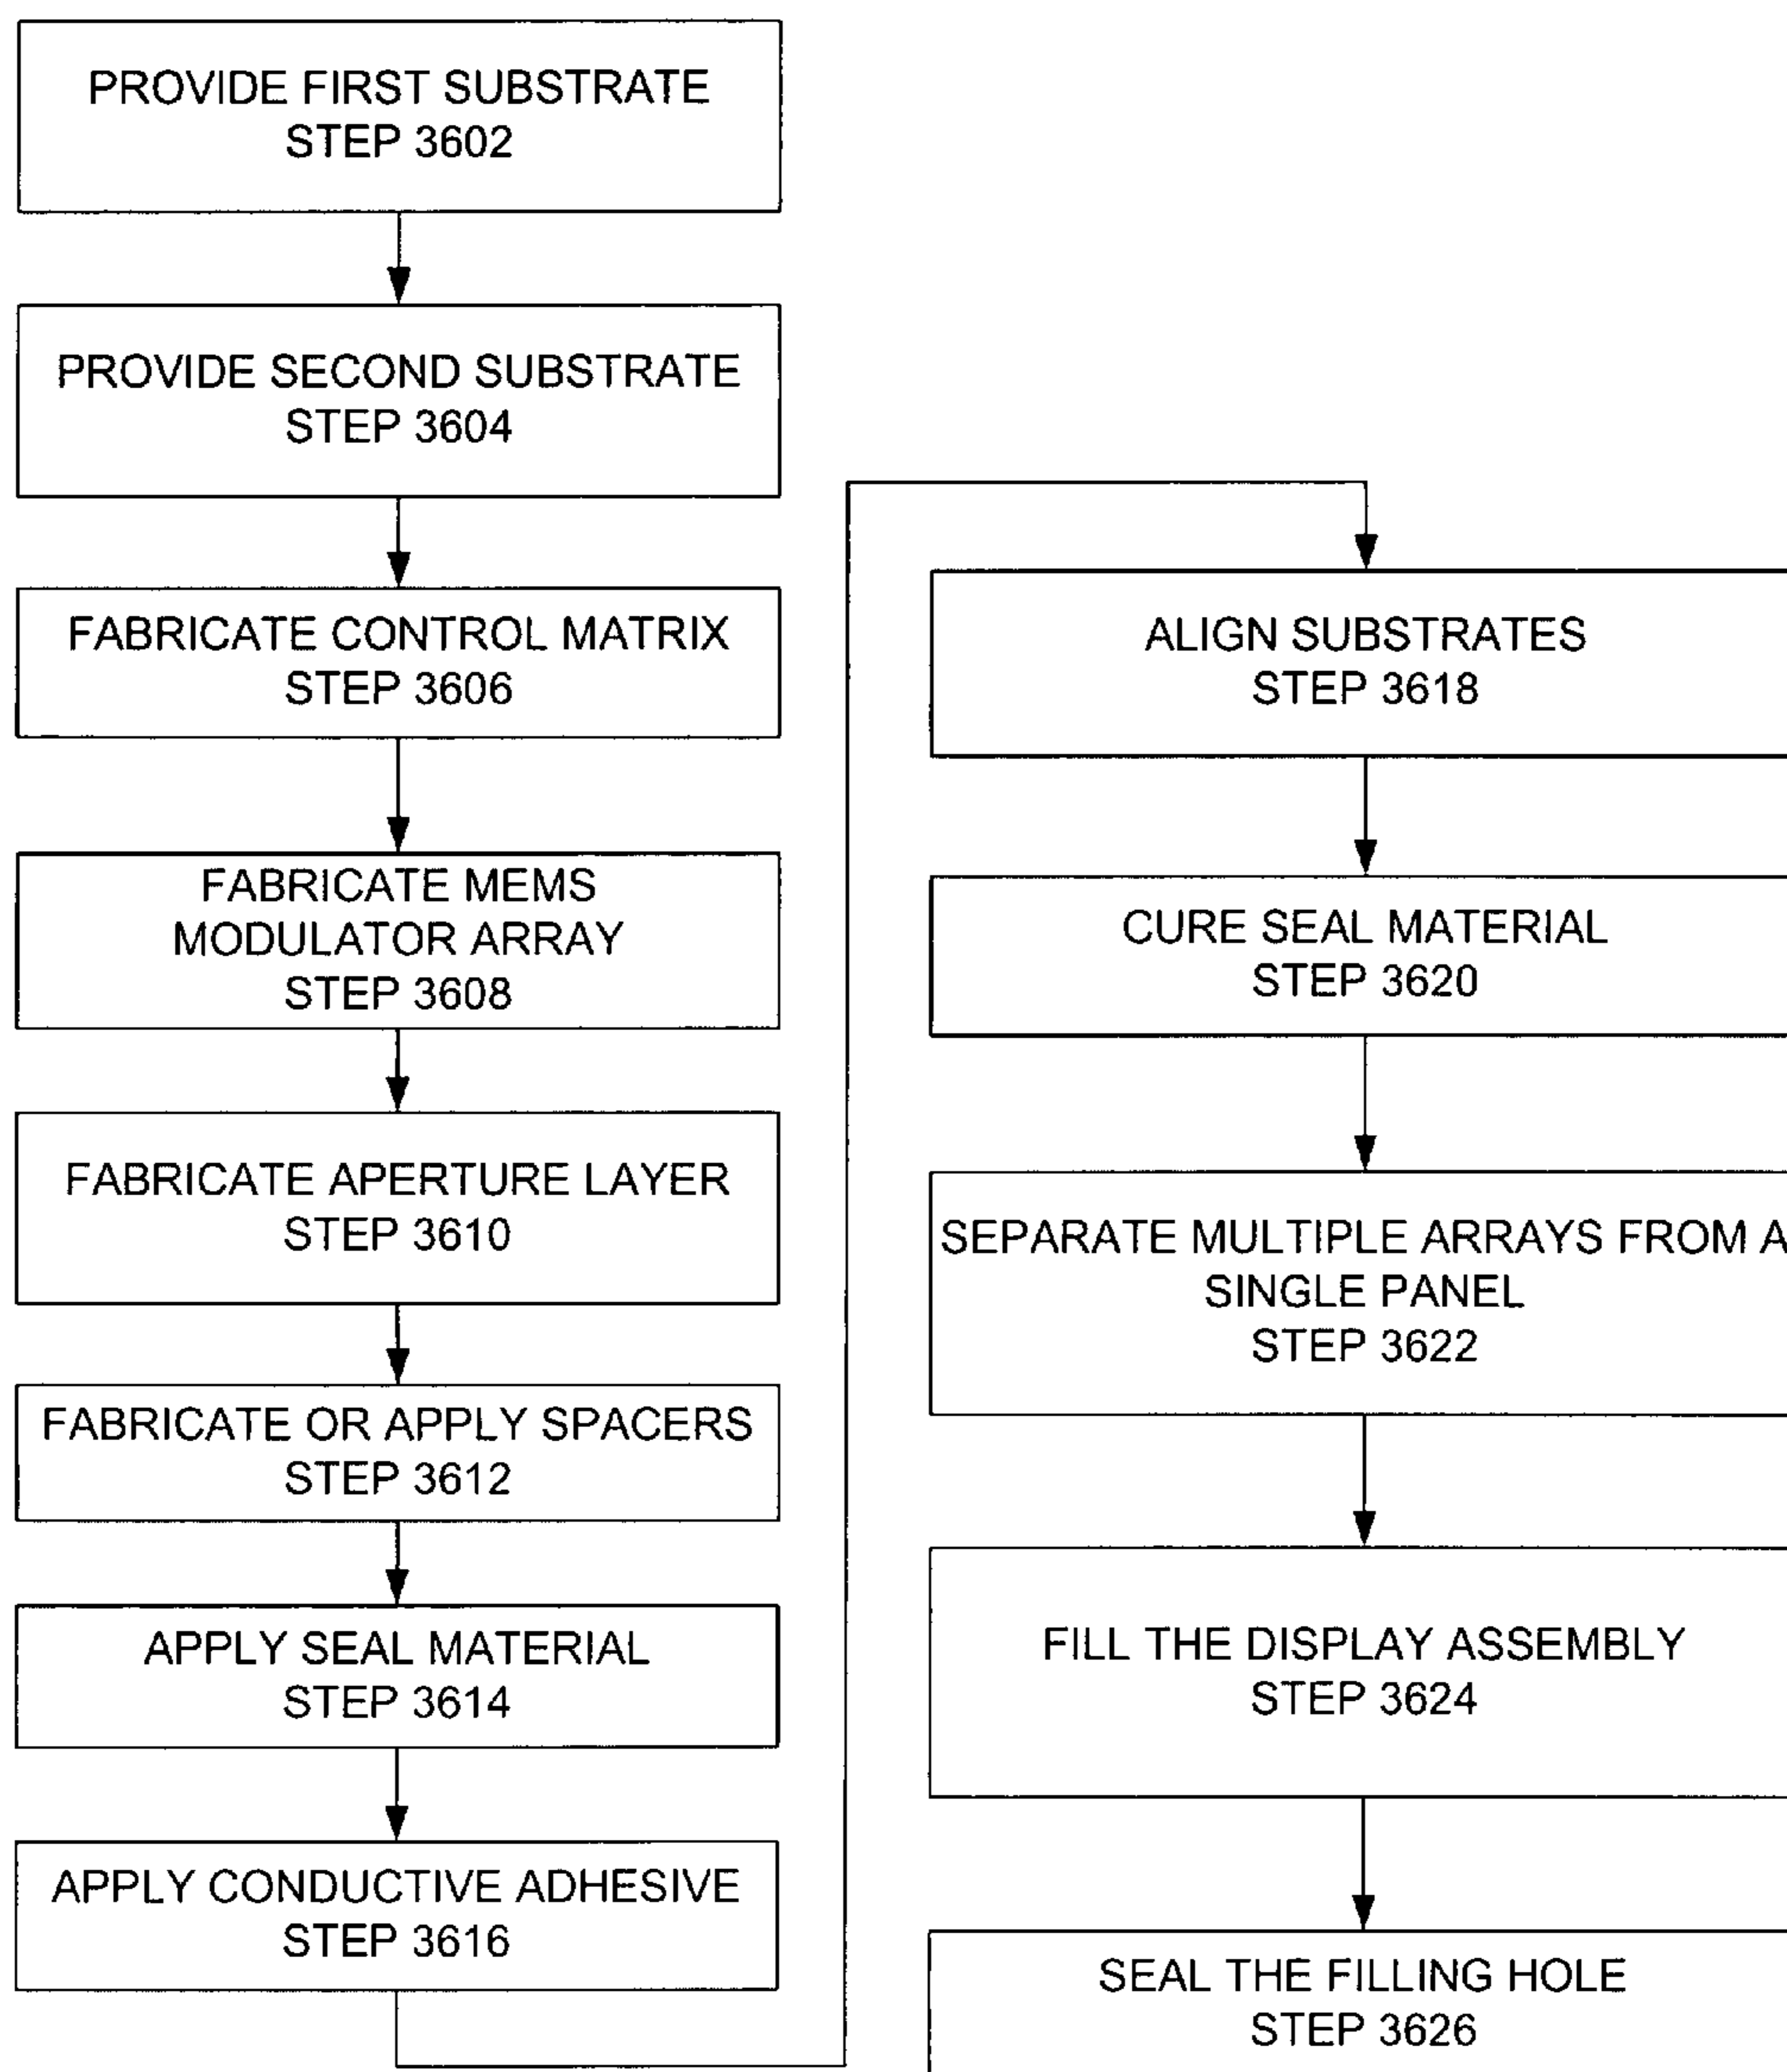 PROVIDE FIRST SUBSTRATE
STEP 3602
PROVIDE SECOND SUBSTRATE
STEP 3604
FABRICATE CONTROL MATRIX
STEP 3606
FABRICATE MEMS
MODULATOR ARRAY
STEP 3608
FABRICATE APERTURE LAYER
STEP 3610
FABRICATE OR APPLY SPACERS
STEP 3612
APPLY SEAL MATERIAL
STEP 3614
APPLY CONDUCTIVE ADHESIVE
STEP 3616
ALIGN SUBSTRATES
STEP 3618
CURE SEAL MATERIAL
STEP 3620
SEPARATE MULTIPLE ARRAYS FROM A
SINGLE PANEL
STEP 3622
FILL THE DISPLAY ASSEMBLY
STEP 3624
SEAL THE FILLING HOLE
STEP 3626